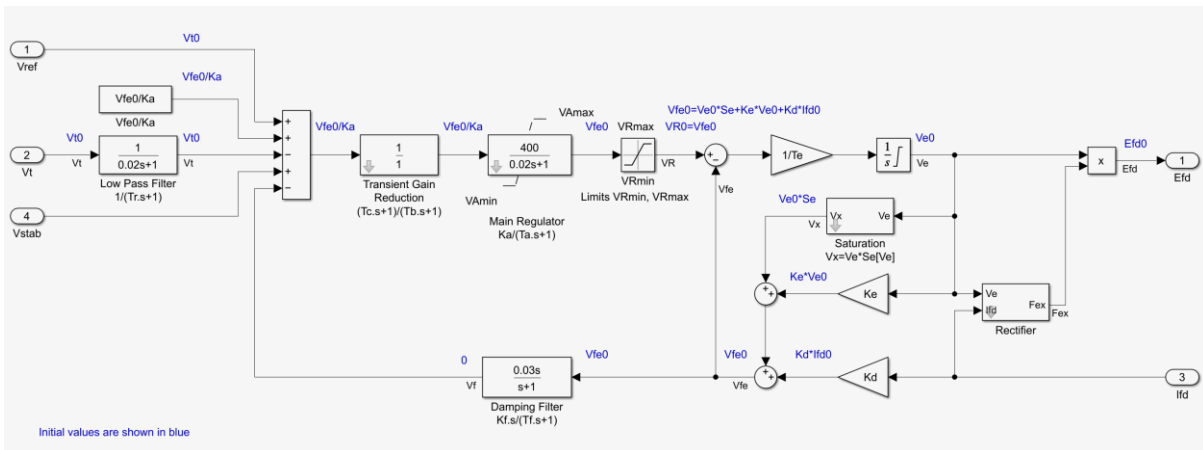 1
Vref
Vt0
Vfe0/Ka
Vfe0/Ka
Vfe0/Ka
2
Vt
Vt0
Vt
1
0.02s+1
Low Pass Filter
1/(Tr.s+1)
Vt0
Vt
4
Vstab
+
+
−
+
−
Vfe0/Ka
1
1
Transient Gain
Reduction
(Tc.s+1)/(Tb.s+1)
Vfe0/Ka
VAmax
400
0.02s+1
VAmin
Main Regulator
Ka/(Ta.s+1)
Vfe0
VRmax
VRmin
Limits VRmin, VRmax
Vfe0=Ve0*Se+Ke*Ve0+Kd*Ifd0
VR0=Vfe0
VR
+
−
Vfe
1/Te
1
s
Ve0
Ve
x
Efd0
Efd
1
Efd
Ve0*Se
Vx
Vx
Ve
Saturation
Vx=Ve*Se[Ve]
Ke*Ve0
+
+
Ke
Ve
Ifd
Fex
Fex
Rectifier
0
Vf
0.03s
s+1
Damping Filter
Kf.s/(Tf.s+1)
Vfe0
Vfe0
Vfe
+
+
Kd*Ifd0
Kd
3
Ifd
Initial values are shown in blue